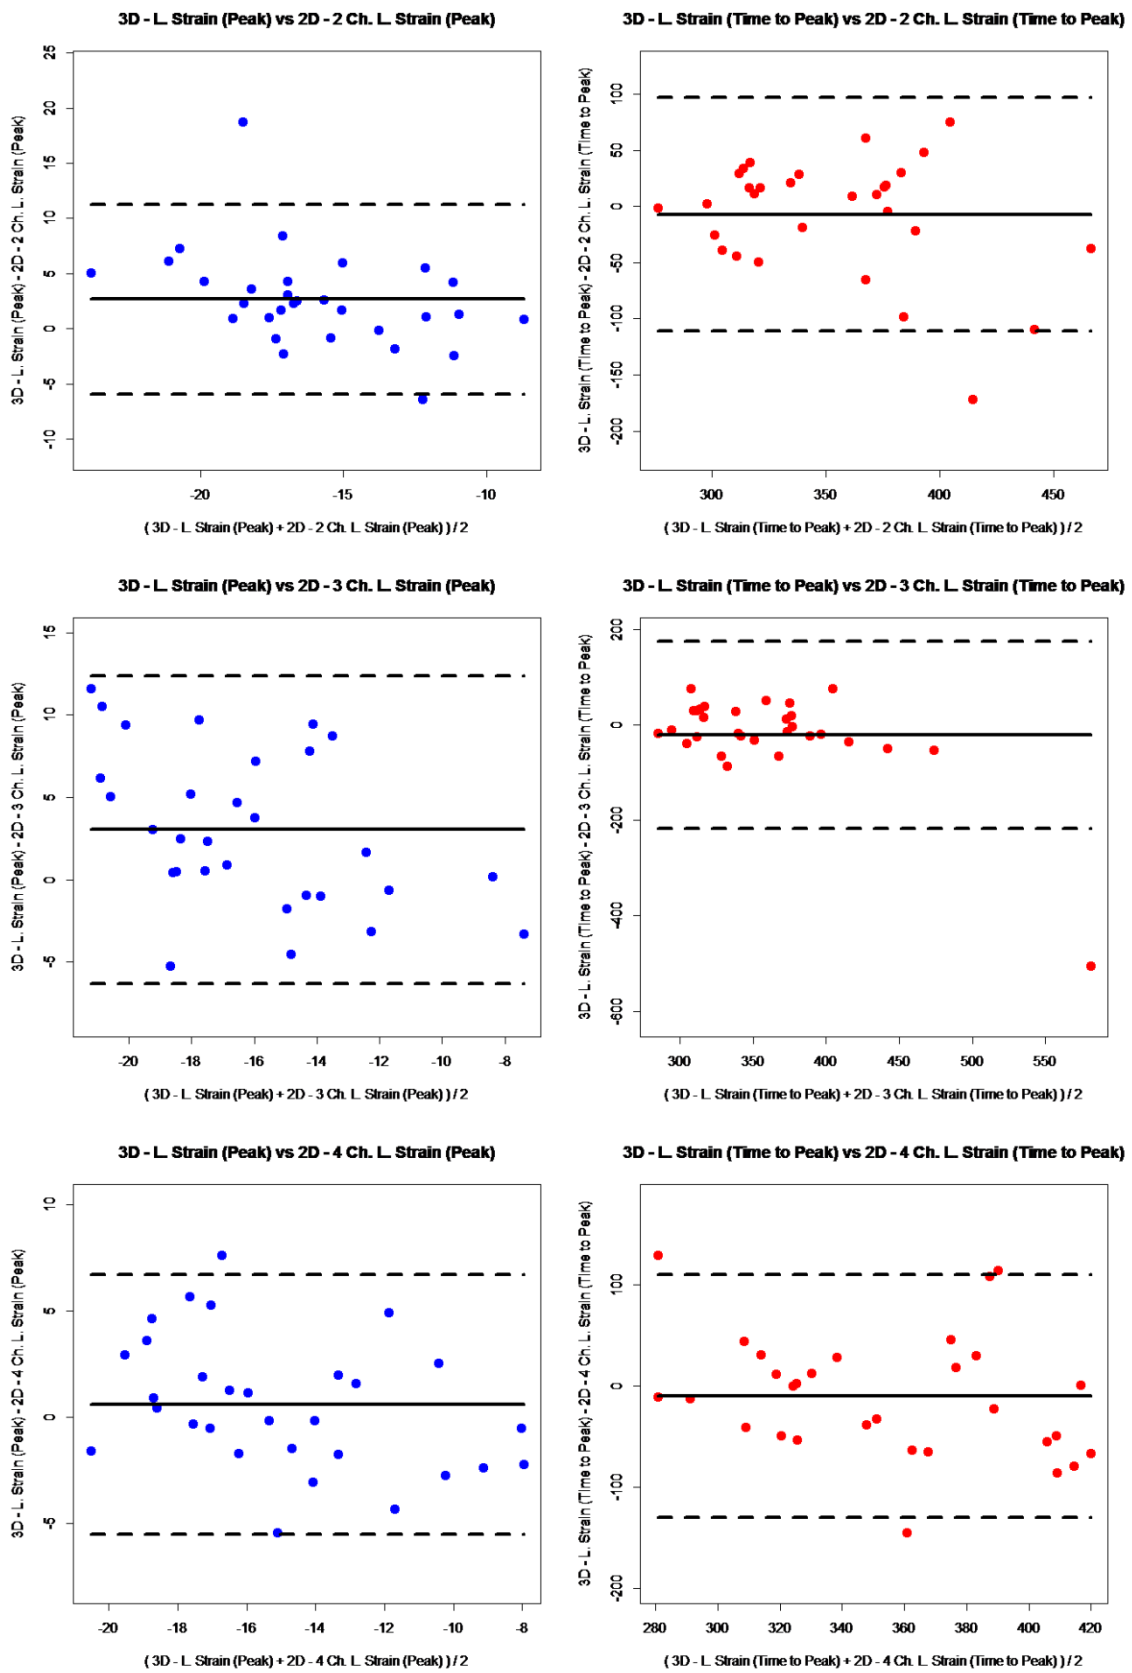 3D - L. Strain (Peak) vs 2D - 2 Ch. L. Strain (Peak)
3D - L. Strain (Peak) - 2D - 2 Ch. L. Strain (Peak)
25
20
15
10
5
0
-5
-10
-20 -15 -10
( 3D - L. Strain (Peak) + 2D - 2 Ch. L. Strain (Peak) ) / 2
3D - L. Strain (Time to Peak) vs 2D - 2 Ch. L. Strain (Time to Peak)
3D - L. Strain (Time to Peak) - 2D - 2 Ch. L. Strain (Time to Peak)
100
50
0
-50
-100
-150
-200
300 350 400 450
( 3D - L. Strain (Time to Peak) + 2D - 2 Ch. L. Strain (Time to Peak) ) / 2
3D - L. Strain (Peak) vs 2D - 3 Ch. L. Strain (Peak)
3D - L. Strain (Peak) - 2D - 3 Ch. L. Strain (Peak)
15
10
5
0
-5
-20 -18 -16 -14 -12 -10 -8
( 3D - L. Strain (Peak) + 2D - 3 Ch. L. Strain (Peak) ) / 2
3D - L. Strain (Time to Peak) vs 2D - 3 Ch. L. Strain (Time to Peak)
3D - L. Strain (Time to Peak) - 2D - 3 Ch. L. Strain (Time to Peak)
200
0
-200
-400
-600
300 350 400 450 500 550
( 3D - L. Strain (Time to Peak) + 2D - 3 Ch. L. Strain (Time to Peak) ) / 2
3D - L. Strain (Peak) vs 2D - 4 Ch. L. Strain (Peak)
3D - L. Strain (Peak) - 2D - 4 Ch. L. Strain (Peak)
10
5
0
-5
-20 -18 -16 -14 -12 -10 -8
( 3D - L. Strain (Peak) + 2D - 4 Ch. L. Strain (Peak) ) / 2
3D - L. Strain (Time to Peak) vs 2D - 4 Ch. L. Strain (Time to Peak)
3D - L. Strain (Time to Peak) - 2D - 4 Ch. L. Strain (Time to Peak)
100
0
-100
-200
280 300 320 340 360 380 400 420
( 3D - L. Strain (Time to Peak) + 2D - 4 Ch. L. Strain (Time to Peak) ) / 2